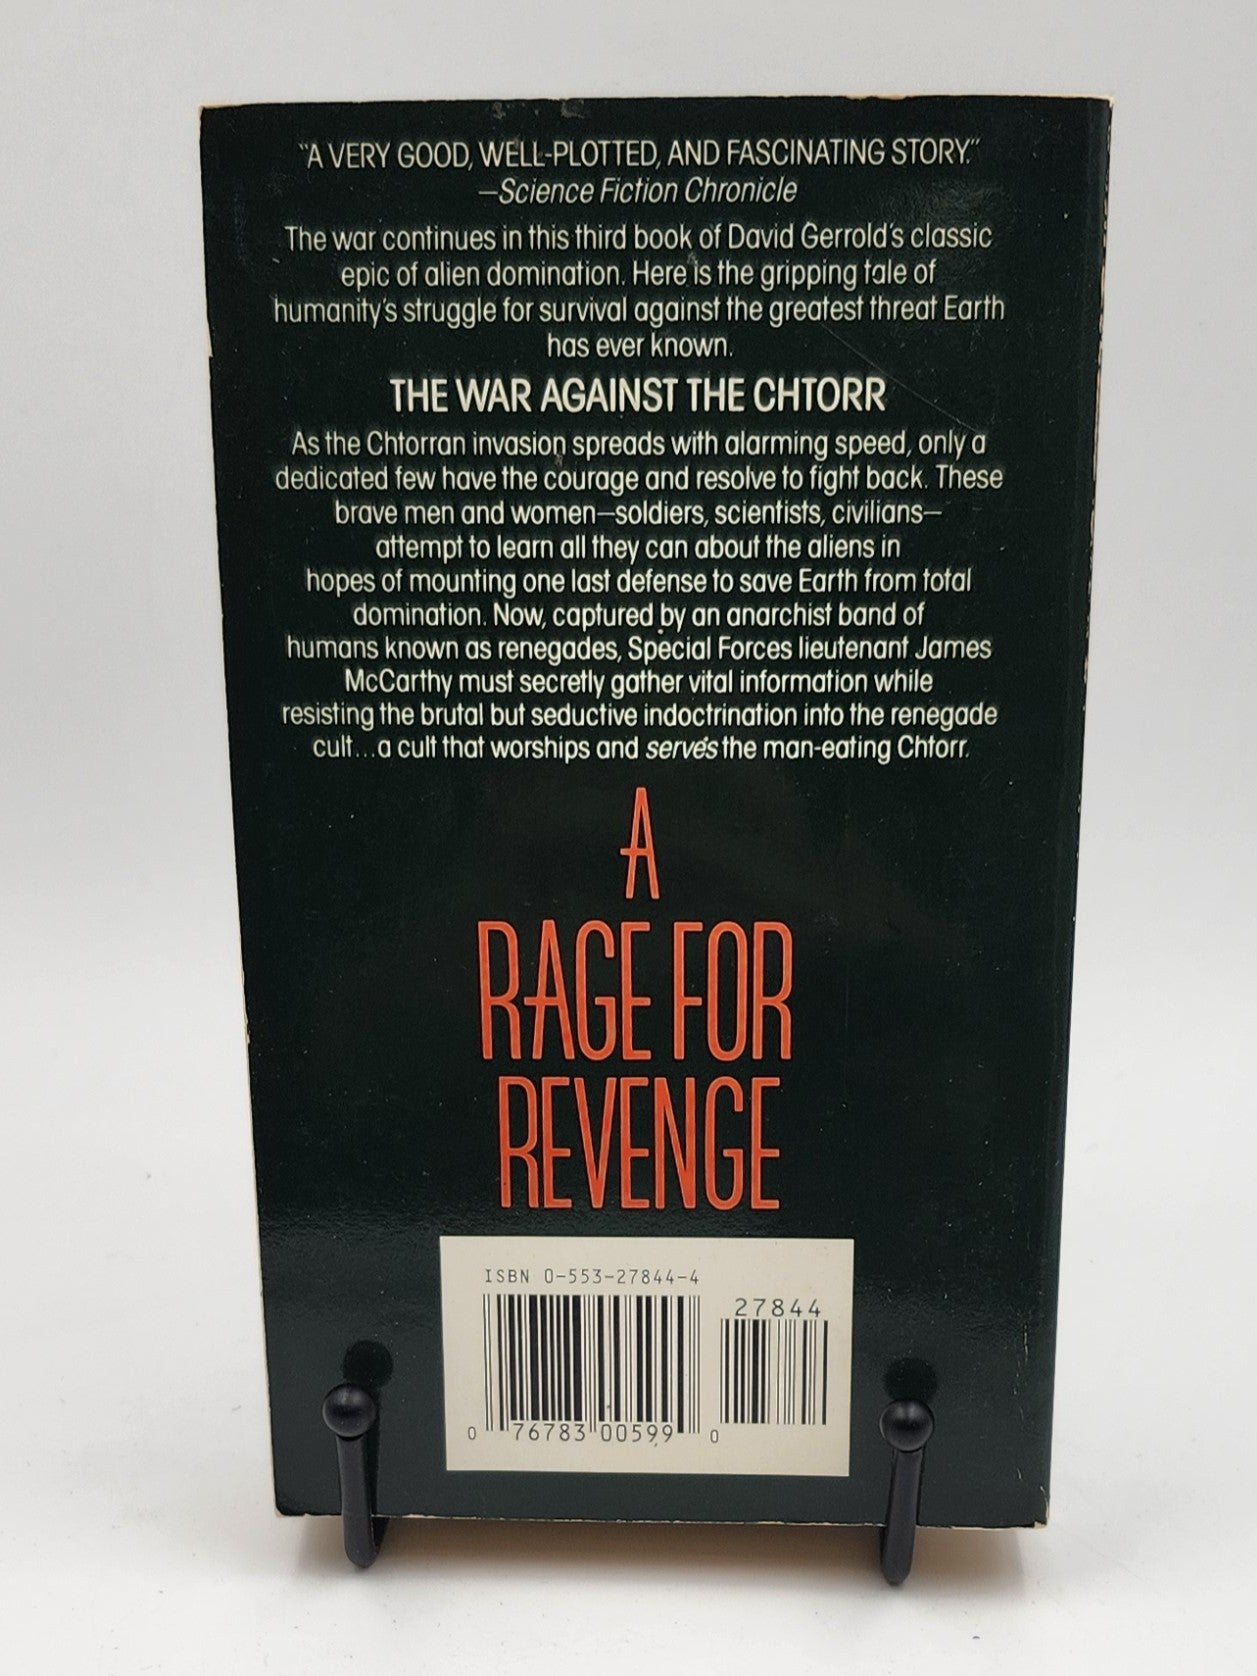 "A VERY GOOD, WELL-PLOTTED, AND FASCINATING STORY."
—Science Fiction Chronicle
The war continues in this third book of David Gerrold's classic
epic of alien domination. Here is the gripping tale of
humanity's struggle for survival against the greatest threat Earth
has ever known.
THE WAR AGAINST THE CHTORR
As the Chtorran invasion spreads with alarming speed, only a
dedicated few have the courage and resolve to fight back. These
brave men and women—soldiers, scientists, civilians—
attempt to learn all they can about the aliens in
hopes of mounting one last defense to save Earth from total
domination. Now, captured by an anarchist band of
humans known as renegades, Special Forces lieutenant James
McCarthy must secretly gather vital information while
resisting the brutal but seductive indoctrination into the renegade
cult...a cult that worships and serves the man-eating Chtorr.
A
RAGE FOR
REVENGE
ISBN 0-553-27844-4
27844
0 76783 00599 0